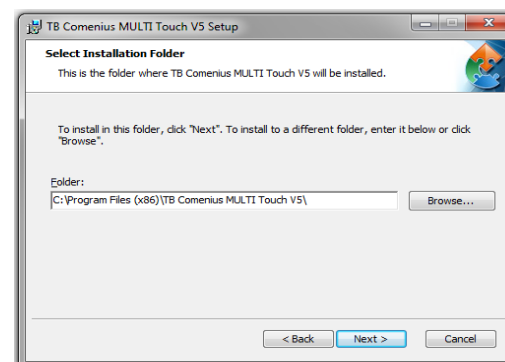 TB Comenius MULTI Touch V5 Setup
Select Installation Folder
This is the folder where TB Comenius MULTI Touch V5 will be installed.
To install in this folder, click "Next". To install to a different folder, enter it below or click
"Browse".
Folder:
C:\Program Files (x86)\TB Comenius MULTI Touch V5\
Browse...
< Back
Next >
Cancel